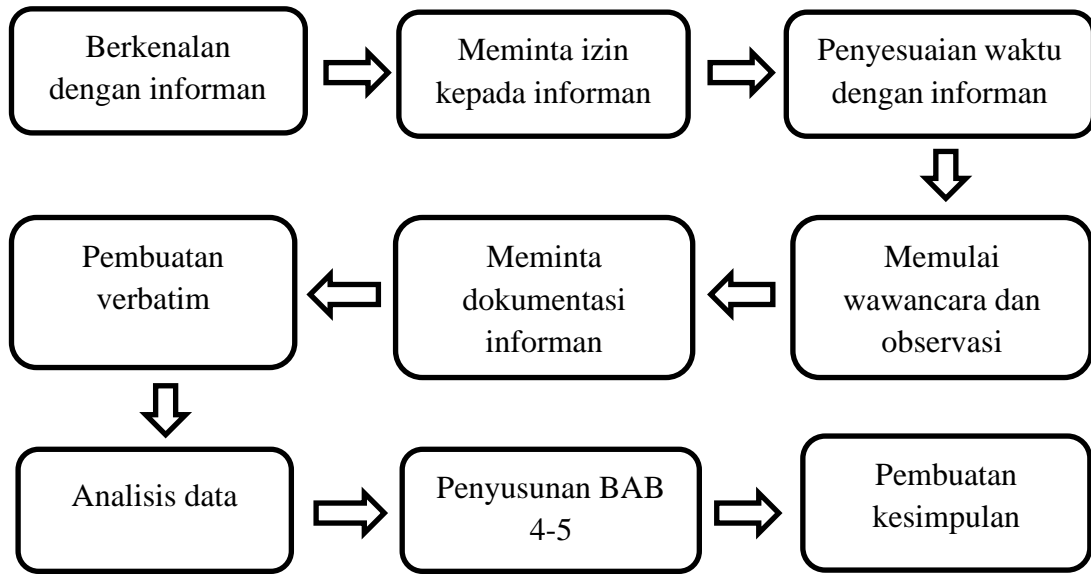 Berkenalan
dengan informan
Meminta izin
kepada informan
Penyesuaian waktu
dengan informan
Memulai
wawancara dan
observasi
Meminta
dokumentasi
informan
Pembuatan
verbatim
Analisis data
Penyusunan BAB
4-5
Pembuatan
kesimpulan